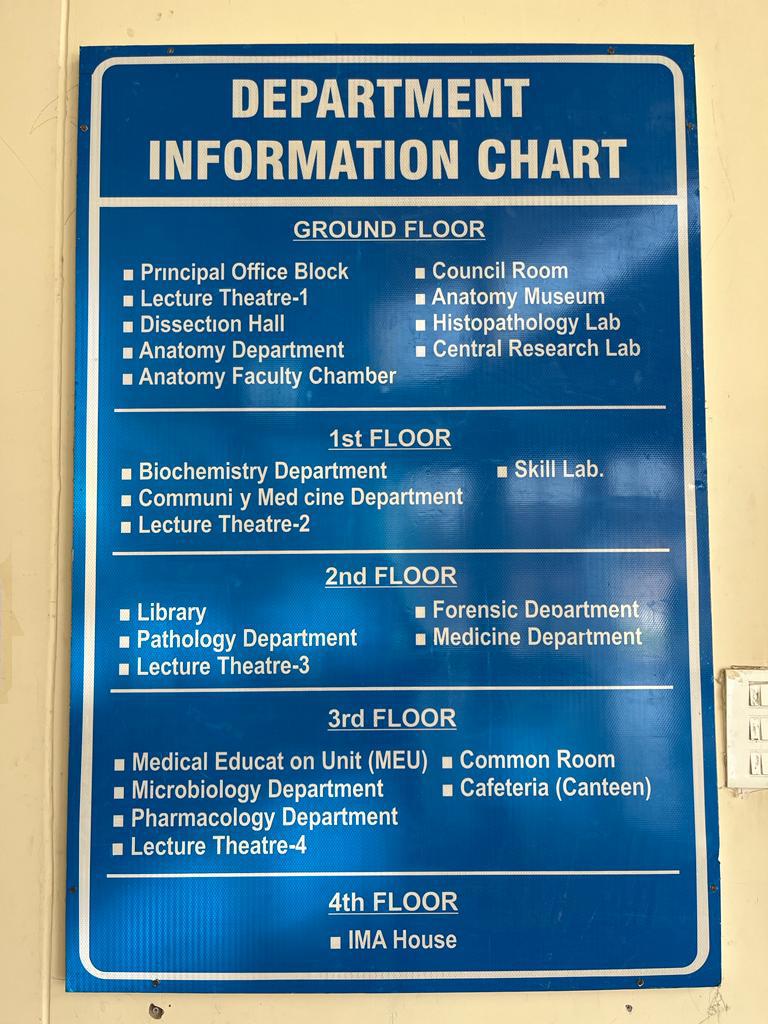 DEPARTMENT
INFORMATION CHART
GROUND FLOOR
▪ Principal Office Block
▪ Lecture Theatre-1
▪ Dissection Hall
▪ Anatomy Department
▪ Anatomy Faculty Chamber
▪ Council Room
▪ Anatomy Museum
▪ Histopathology Lab
▪ Central Research Lab
1st FLOOR
▪ Biochemistry Department
▪ Communi y Med cine Department
▪ Lecture Theatre-2
▪ Skill Lab.
2nd FLOOR
▪ Library
▪ Pathology Department
▪ Lecture Theatre-3
▪ Forensic Department
▪ Medicine Department
3rd FLOOR
▪ Medical Educat on Unit (MEU)
▪ Microbiology Department
▪ Pharmacology Department
▪ Lecture Theatre-4
▪ Common Room
▪ Cafeteria (Canteen)
4th FLOOR
▪ IMA House